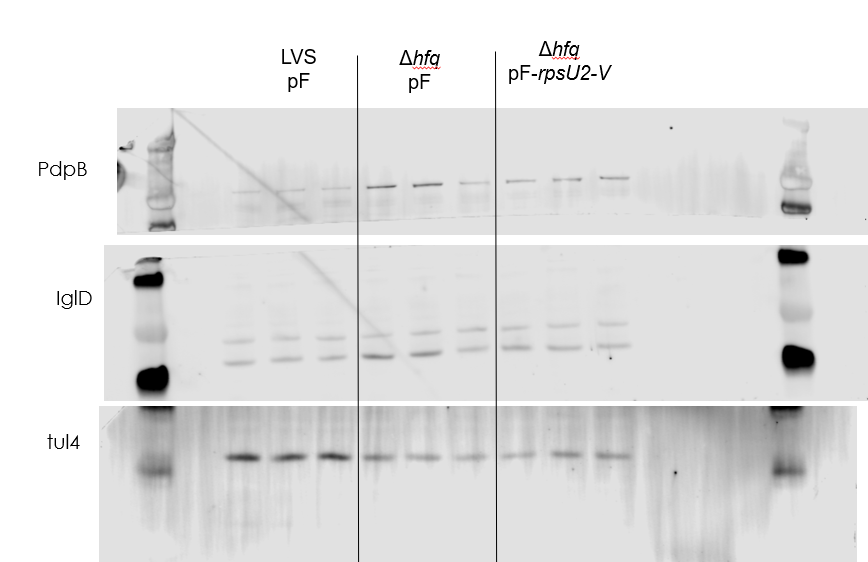 LVS
pF
Δhfq
pF
Δhfq
pF-rpsU2-V
PdpB
IglD
tul4